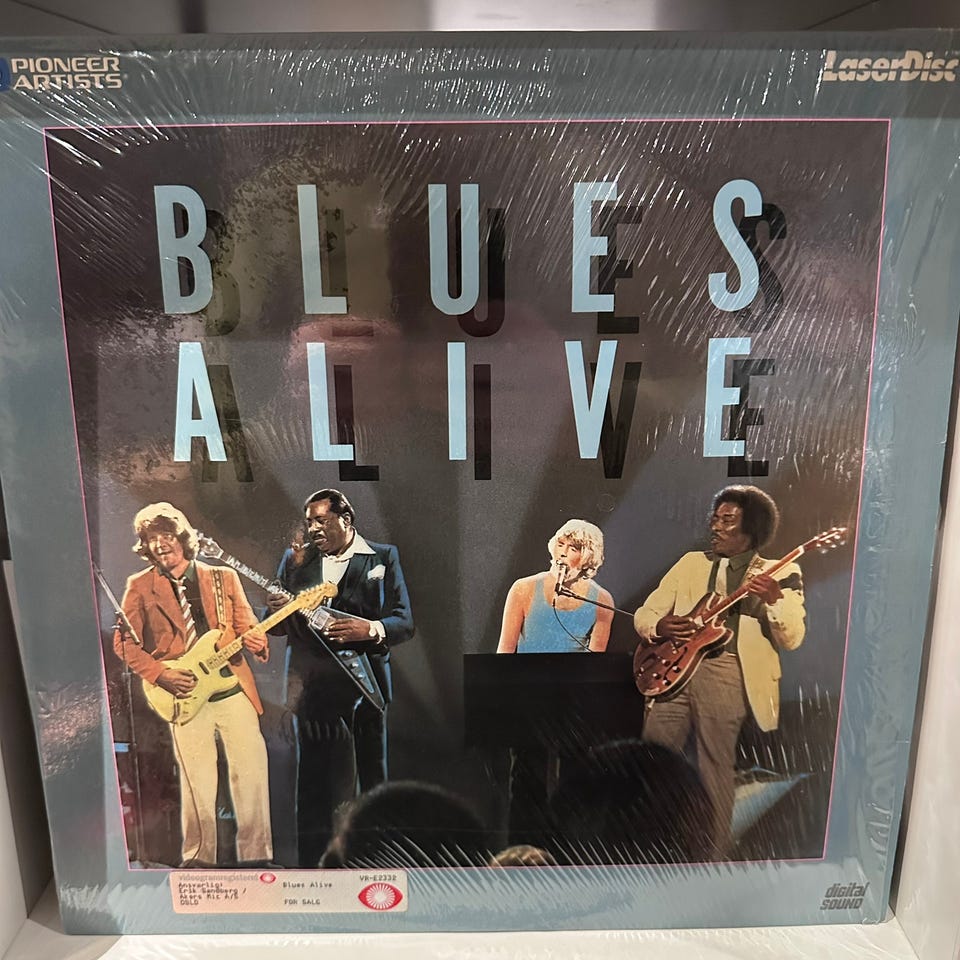 PIONEER
ARTISTS
LaserDisc
BLUES
ALIVE
videogramregisteret
Ansvarlig:
Erik Sandberg /
Akers Mic A/S
OSLO
Blues Alive
FOR SALG
VR-E2332
digital
SOUND